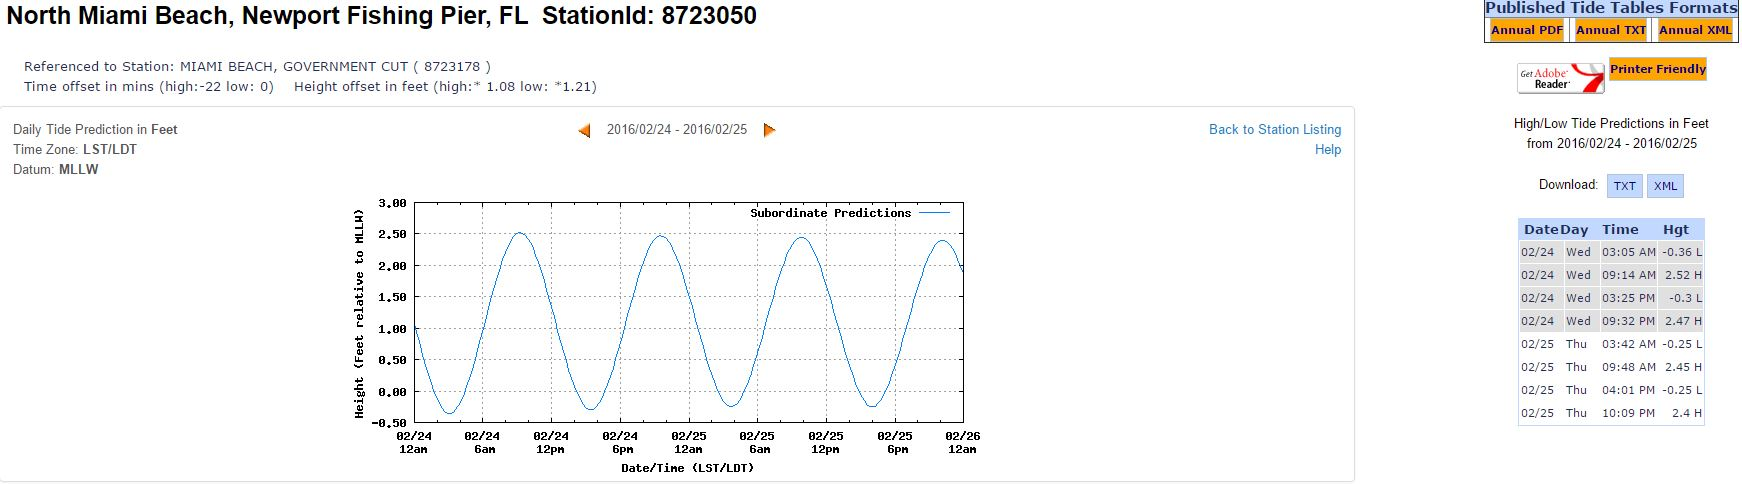 North Miami Beach, Newport Fishing Pier, FL StationId: 8723050
Referenced to Station: MIAMI BEACH, GOVERNMENT CUT ( 8723178 )
Time offset in mins (high:-22 low: 0) Height offset in feet (high:* 1.08 low: *1.21)
Daily Tide Prediction in Feet
Time Zone: LST/LDT
Datum: MLLW
2016/02/24 - 2016/02/25
Back to Station Listing
Help
Height (Feet relative to MLLW)
3.00
2.50
2.00
1.50
1.00
0.50
0.00
-0.50
Subordinate Predictions
02/24 02/24 02/24 02/24 02/25 02/25 02/25 02/25 02/26
12am 6am 12pm 6pm 12am 6am 12pm 6pm 12am
Date/Time (LST/LDT)
Published Tide Tables Formats
Annual PDF Annual TXT Annual XML
Get Adobe Reader
Printer Friendly
High/Low Tide Predictions in Feet
from 2016/02/24 - 2016/02/25
Download: TXT XML
Date Day Time Hgt
02/24 Wed 03:05 AM -0.36 L
02/24 Wed 09:14 AM 2.52 H
02/24 Wed 03:25 PM -0.3 L
02/24 Wed 09:32 PM 2.47 H
02/25 Thu 03:42 AM -0.25 L
02/25 Thu 09:48 AM 2.45 H
02/25 Thu 04:01 PM -0.25 L
02/25 Thu 10:09 PM 2.4 H